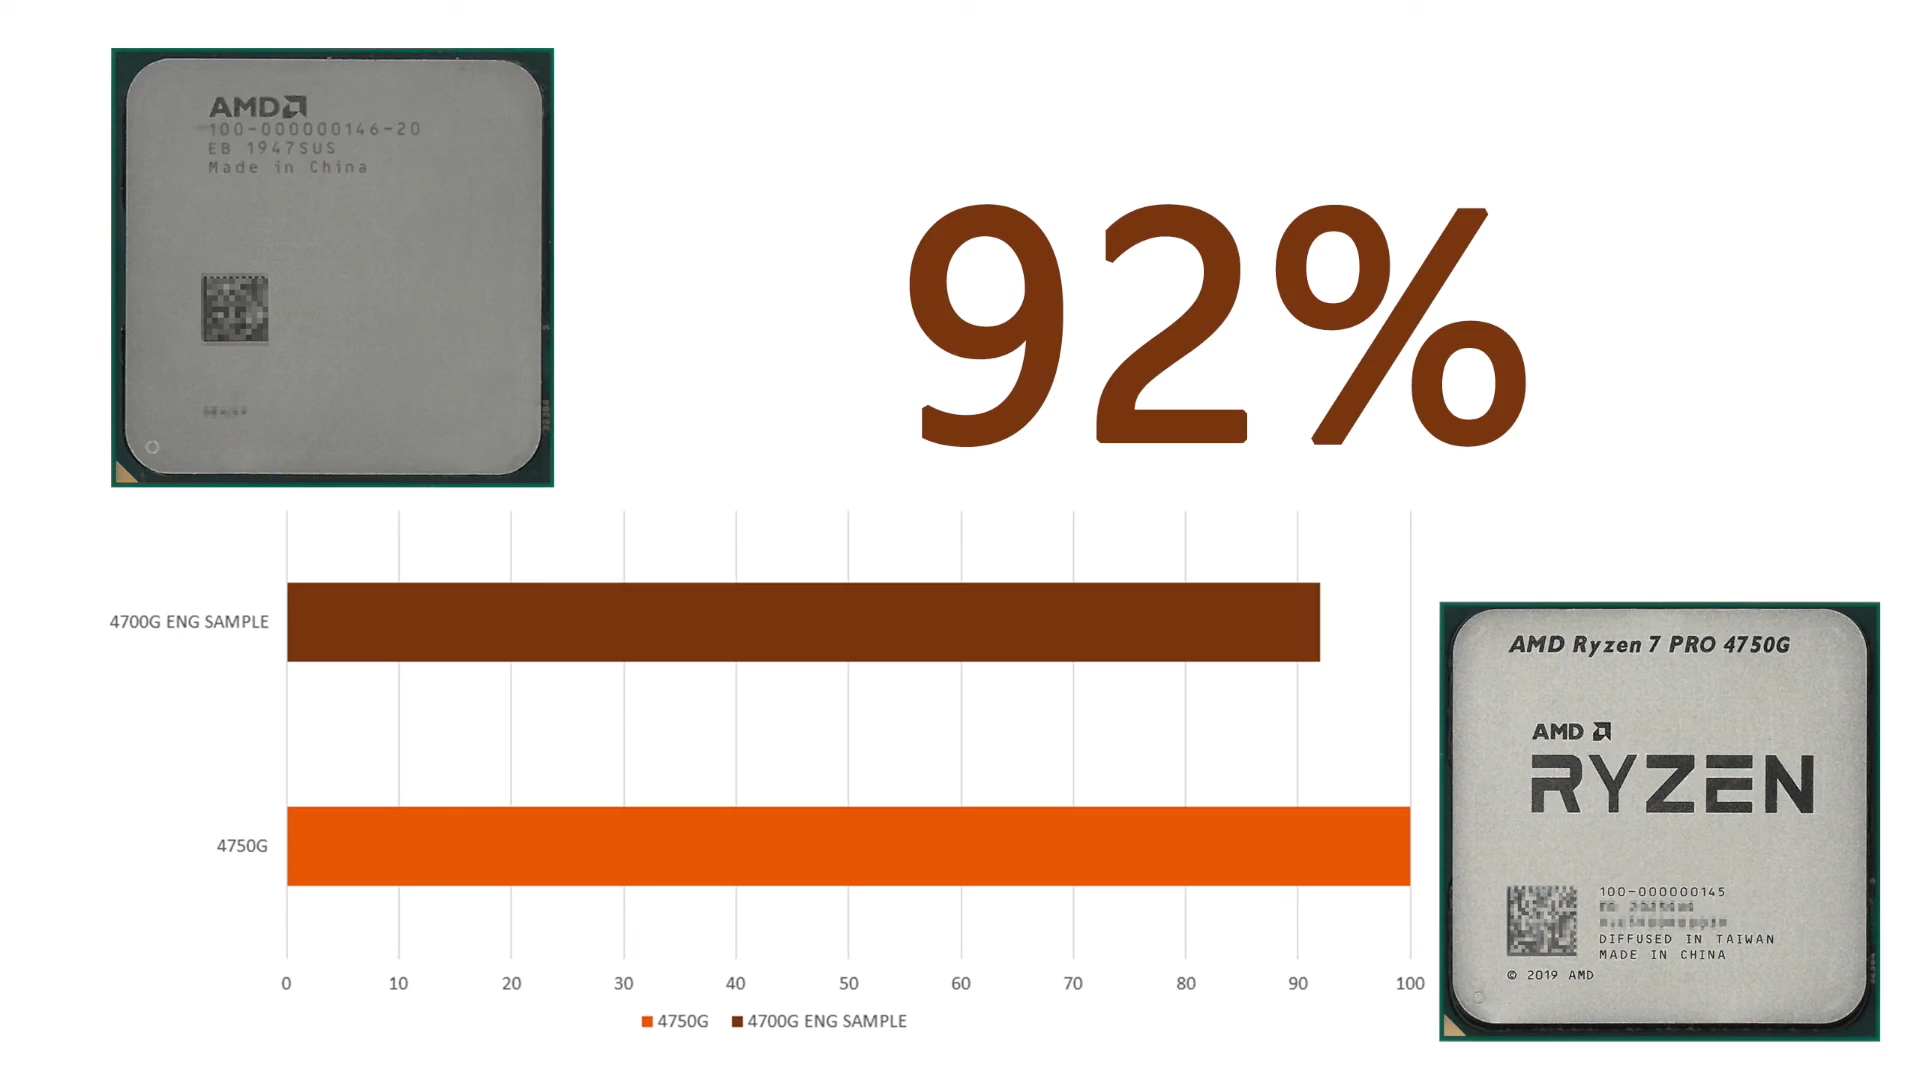 AMD
100-000000146-20
EB 1947SUS
Made in China
92%
4700G ENG SAMPLE
4750G
0 10 20 30 40 50 60 70 80 90 100
4750G 4700G ENG SAMPLE
AMD Ryzen 7 PRO 4750G
AMD
RYZEN
100-000000145
DIFFUSED IN TAIWAN
MADE IN CHINA
© 2019 AMD